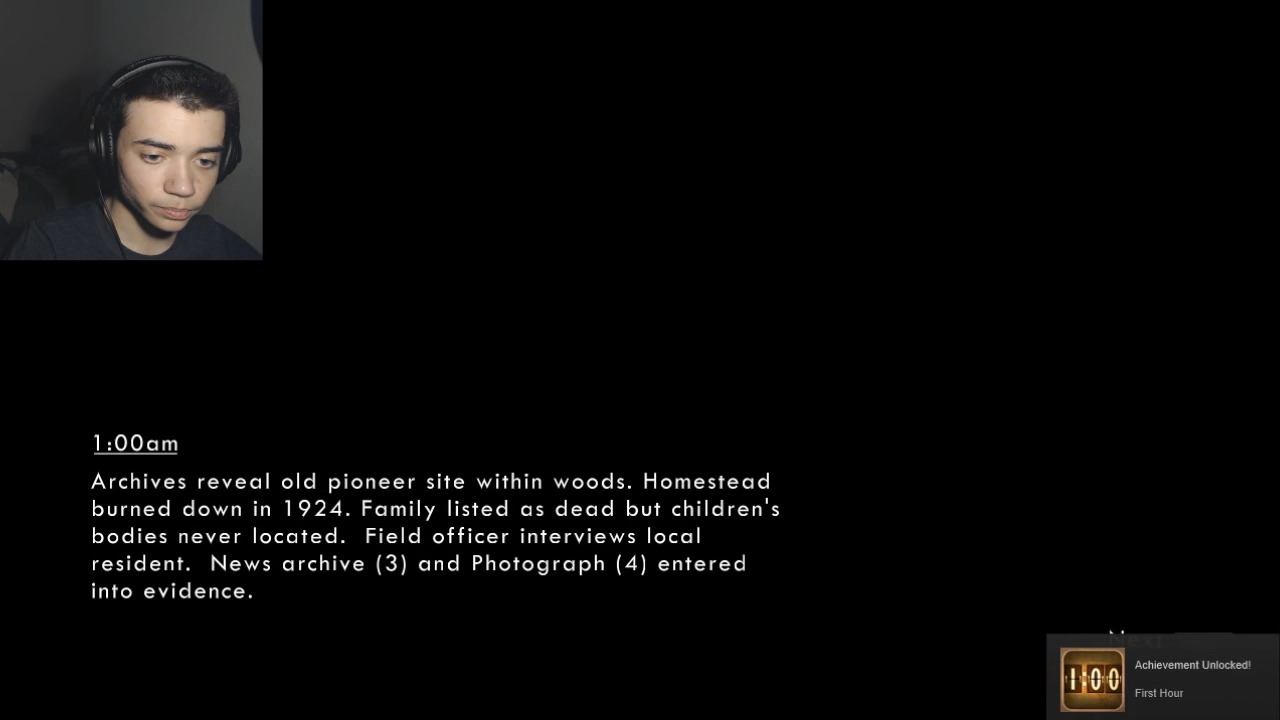 1:00am
Archives reveal old pioneer site within woods. Homestead
burned down in 1924. Family listed as dead but children's
bodies never located.  Field officer interviews local
resident.  News archive (3) and Photograph (4) entered
into evidence.
Next
Achievement Unlocked!
1:00
First Hour